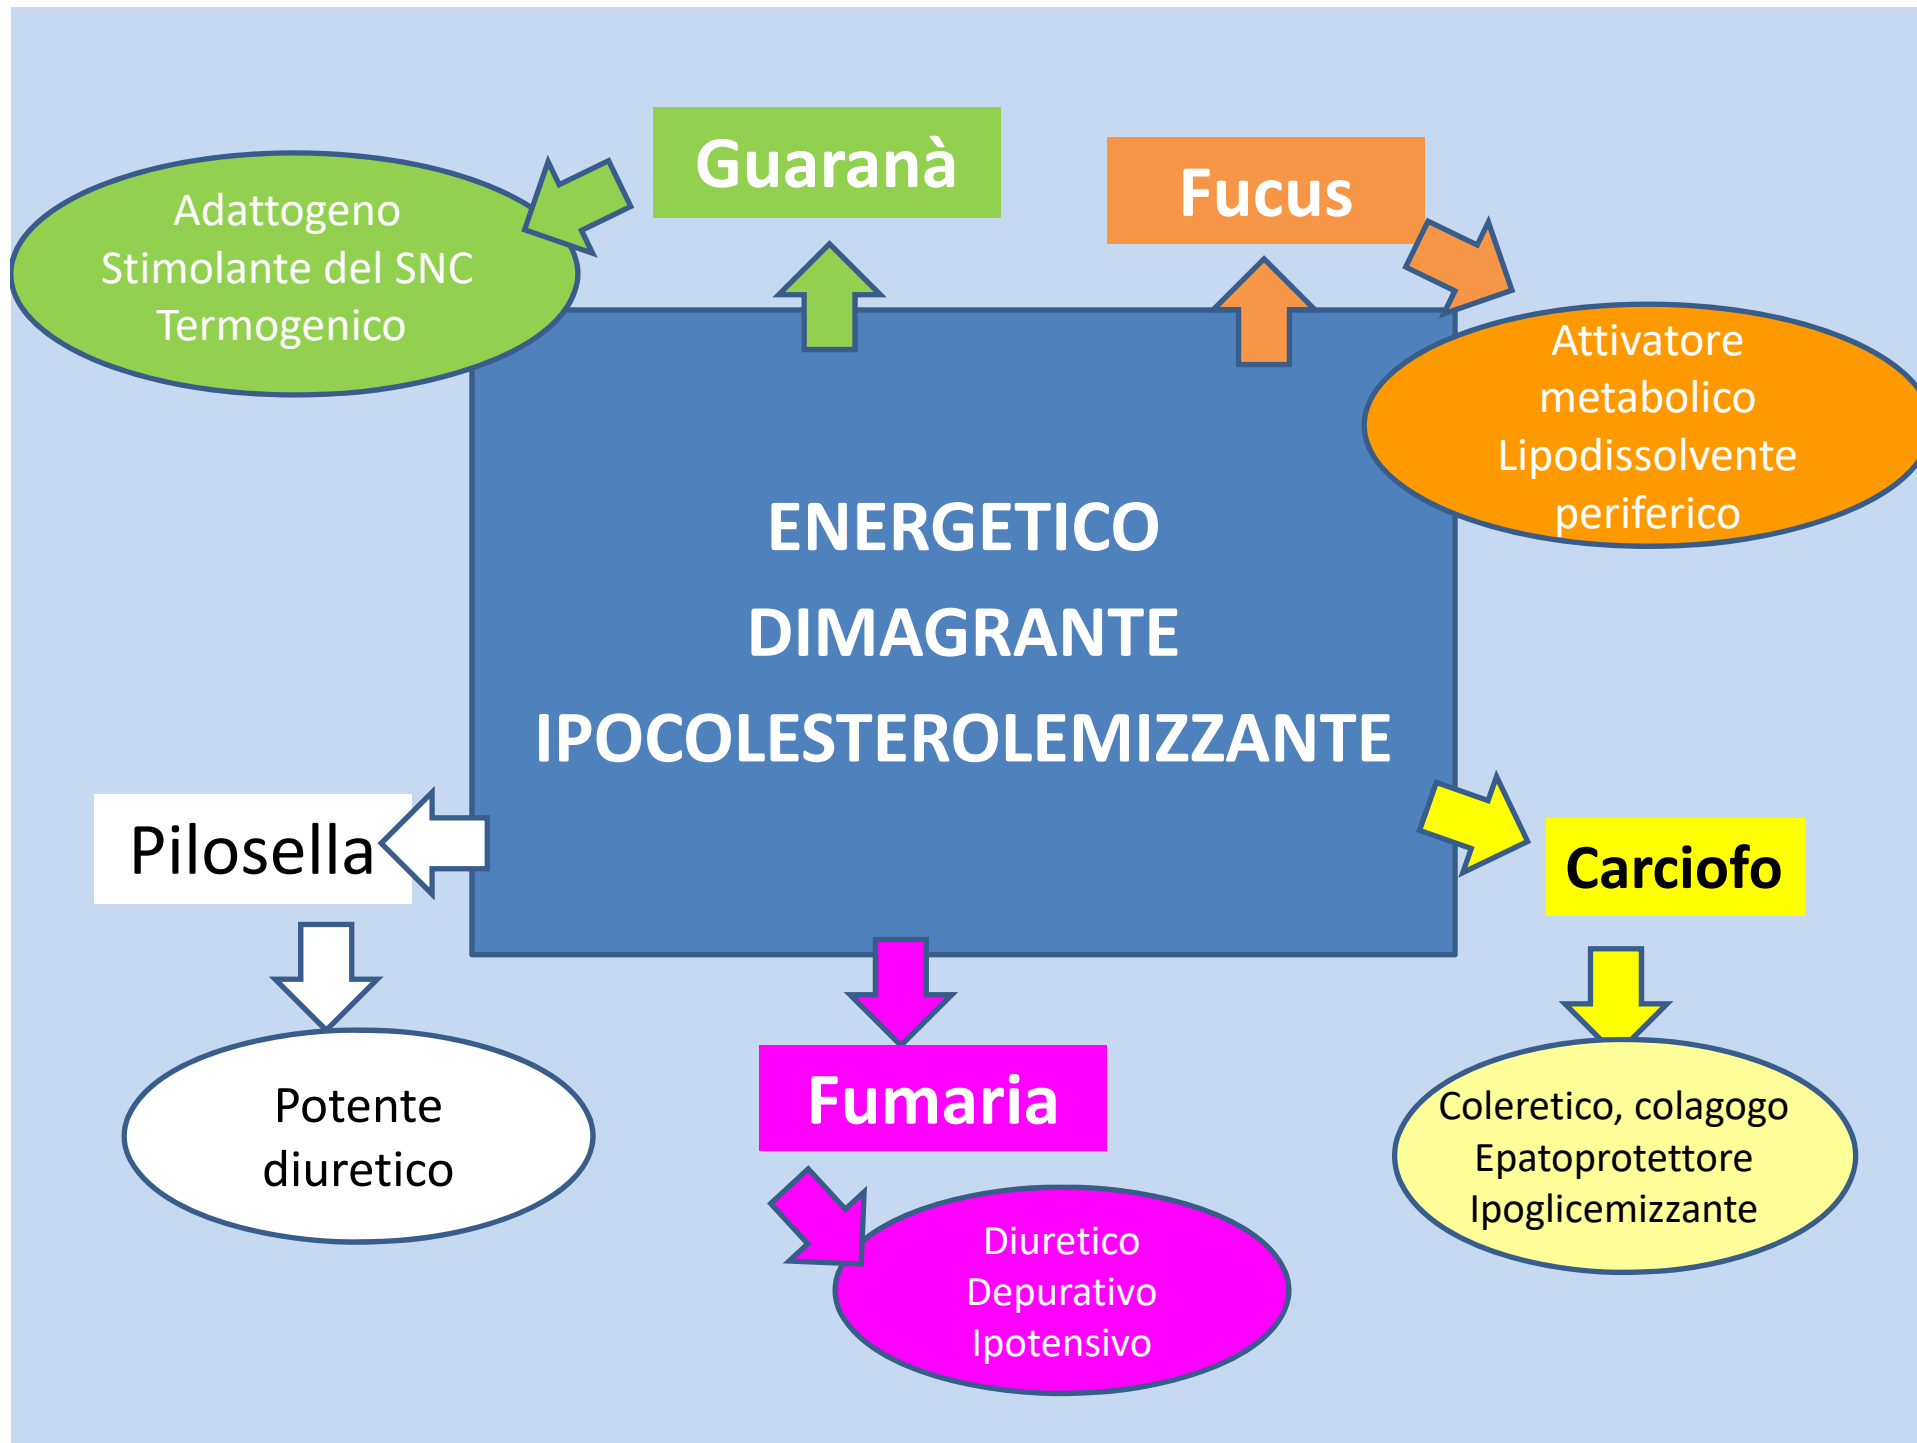 Guaranà
Fucus
Adattogeno
Stimolante del SNC
Termogenico
Attivatore
metabolico
Lipodissolvente
periferico
ENERGETICO
DIMAGRANTE
IPOCOLESTEROLEMIZZANTE
Pilosella
Carciofo
Potente
diuretico
Fumaria
Coleretico, colagogo
Epatoprotettore
Ipoglicemizzante
Diuretico
Depurativo
Ipotensivo